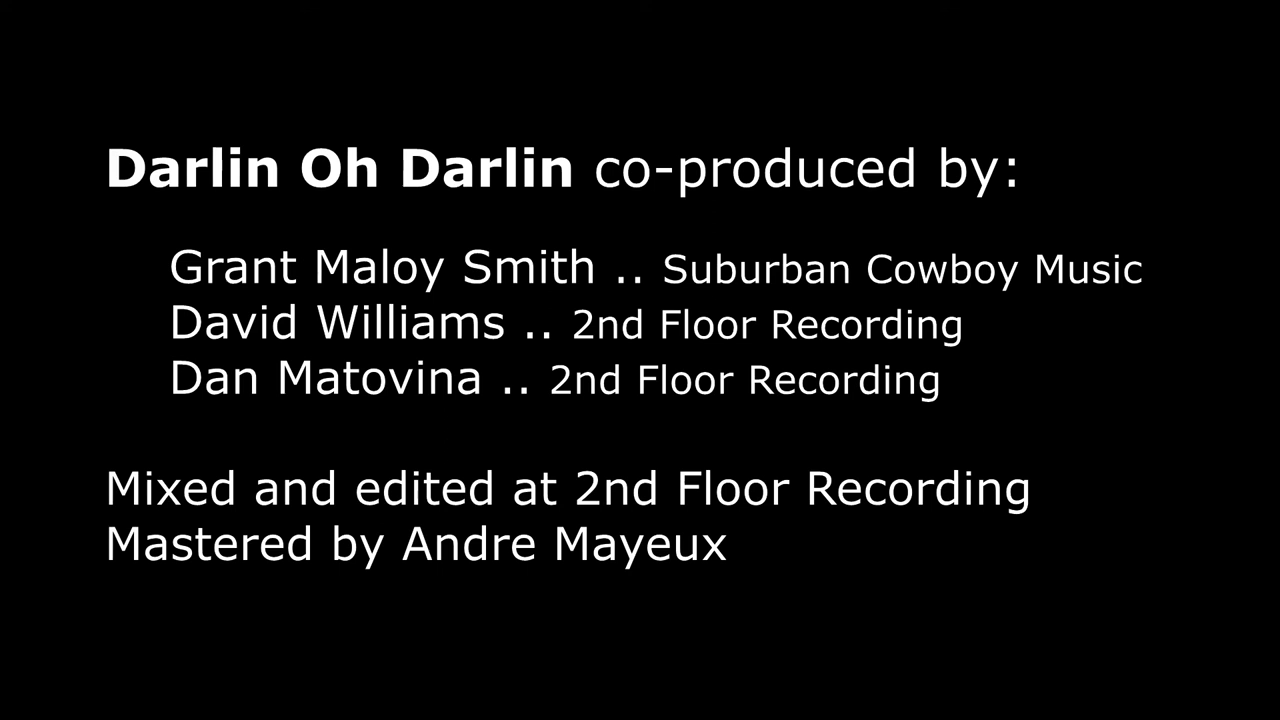 Darlin Oh Darlin co-produced by:
Grant Maloy Smith .. Suburban Cowboy Music
David Williams .. 2nd Floor Recording
Dan Matovina .. 2nd Floor Recording
Mixed and edited at 2nd Floor Recording
Mastered by Andre Mayeux